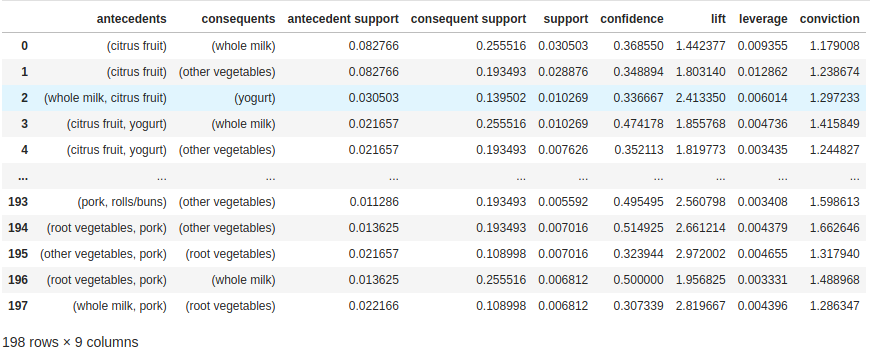 antecedents consequents antecedent support consequent support support confidence lift leverage conviction
0 (citrus fruit) (whole milk) 0.082766 0.255516 0.030503 0.368550 1.442377 0.009355 1.179008
1 (citrus fruit) (other vegetables) 0.082766 0.193493 0.028876 0.348894 1.803140 0.012862 1.238674
2 (whole milk, citrus fruit) (yogurt) 0.030503 0.139502 0.010269 0.336667 2.413350 0.006014 1.297233
3 (citrus fruit, yogurt) (whole milk) 0.021657 0.255516 0.010269 0.474178 1.855768 0.004736 1.415849
4 (citrus fruit, yogurt) (other vegetables) 0.021657 0.193493 0.007626 0.352113 1.819773 0.003435 1.244827
... ... ... ... ... ... ... ... ... ...
193 (pork, rolls/buns) (other vegetables) 0.011286 0.193493 0.005592 0.495495 2.560798 0.003408 1.598613
194 (root vegetables, pork) (other vegetables) 0.013625 0.193493 0.007016 0.514925 2.661214 0.004379 1.662646
195 (other vegetables, pork) (root vegetables) 0.021657 0.108998 0.007016 0.323944 2.972002 0.004655 1.317940
196 (root vegetables, pork) (whole milk) 0.013625 0.255516 0.006812 0.500000 1.956825 0.003331 1.488968
197 (whole milk, pork) (root vegetables) 0.022166 0.108998 0.006812 0.307339 2.819667 0.004396 1.286347
198 rows × 9 columns